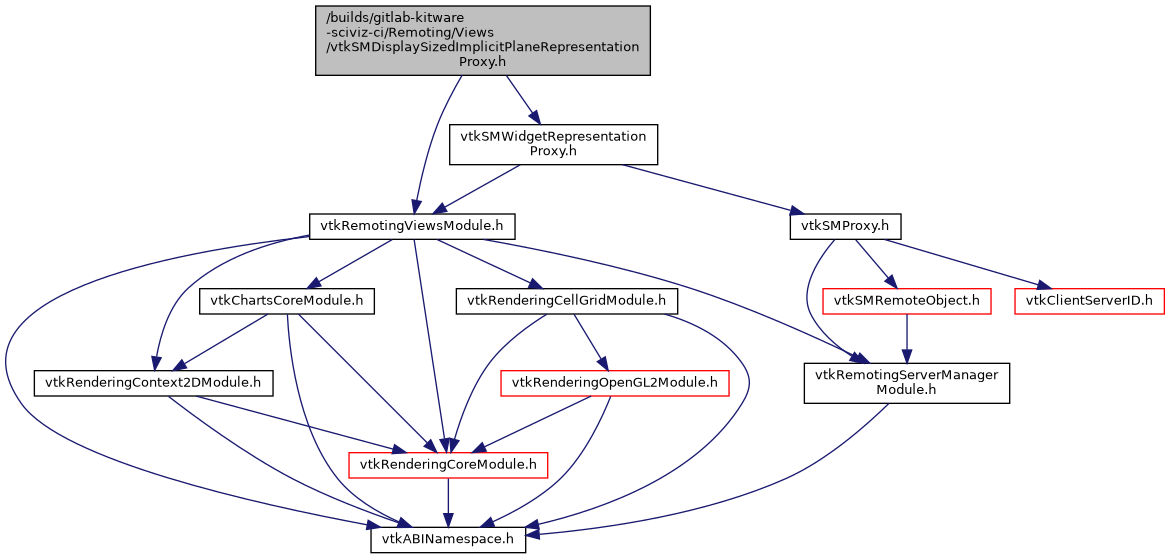 /builds/gitlab-kitware
-sciviz-ci/Remoting/Views
/vtkSMDisplaySizedImplicitPlaneRepresentation
Proxy.h
vtkSMWidgetRepresentation
Proxy.h
vtkRemotingViewsModule.h
vtkSMProxy.h
vtkChartsCoreModule.h
vtkRenderingCellGridModule.h
vtkSMRemoteObject.h
vtkClientServerID.h
vtkRenderingContext2DModule.h
vtkRenderingOpenGL2Module.h
vtkRemotingServerManager
Module.h
vtkRenderingCoreModule.h
vtkABINamespace.h